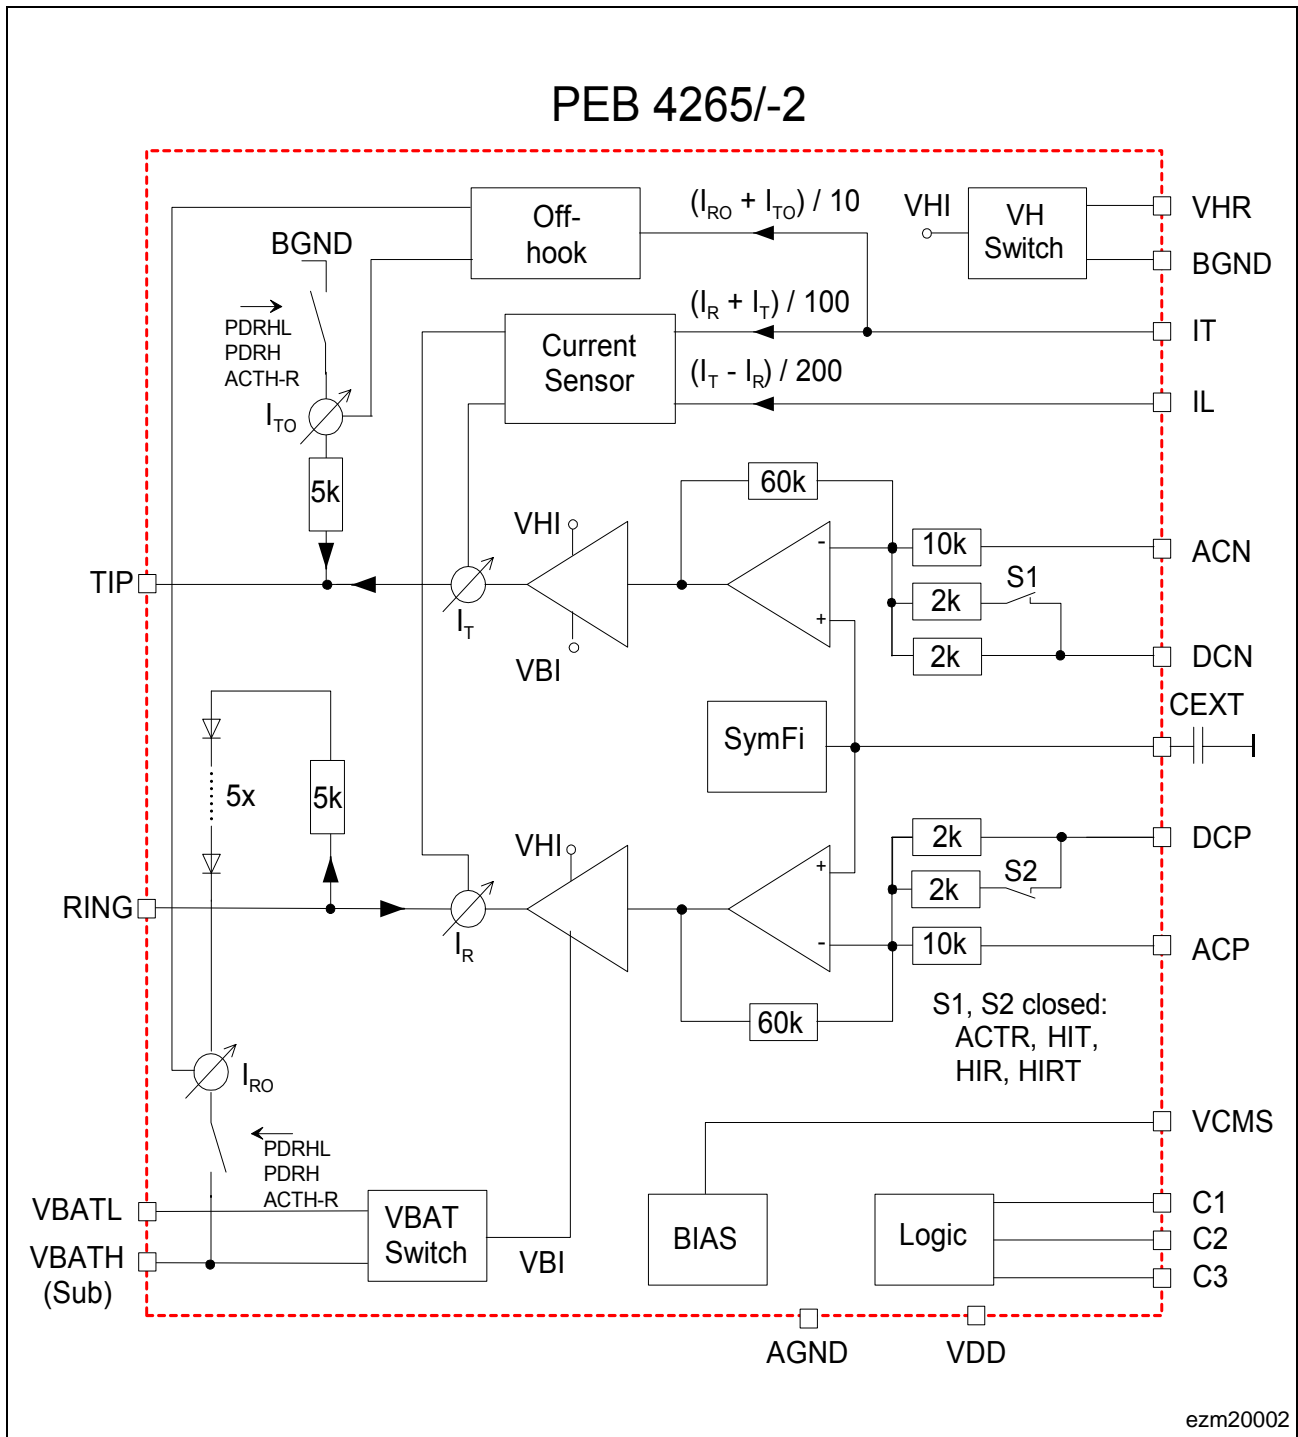 PEB 4265/-2
Off-
hook
(IRO + ITO) / 10
VHI
VH
Switch
VHR
BGND
BGND
PDRHL
PDRH
ACTH-R
ITO
5k
Current
Sensor
(IR + IT) / 100
(IT - IR) / 200
IT
IL
60k
VHI
-
+
10k
2k
S1
2k
ACN
DCN
TIP
IT
VBI
SymFi
CEXT
5x
5k
VHI
+
-
2k
2k
S2
10k
DCP
ACP
RING
IR
60k
S1, S2 closed:
ACTR, HIT,
HIR, HIRT
IRO
PDRHL
PDRH
ACTH-R
VBATL
VBATH
(Sub)
VBAT
Switch
VBI
BIAS
Logic
VCMS
C1
C2
C3
AGND
VDD
ezm20002